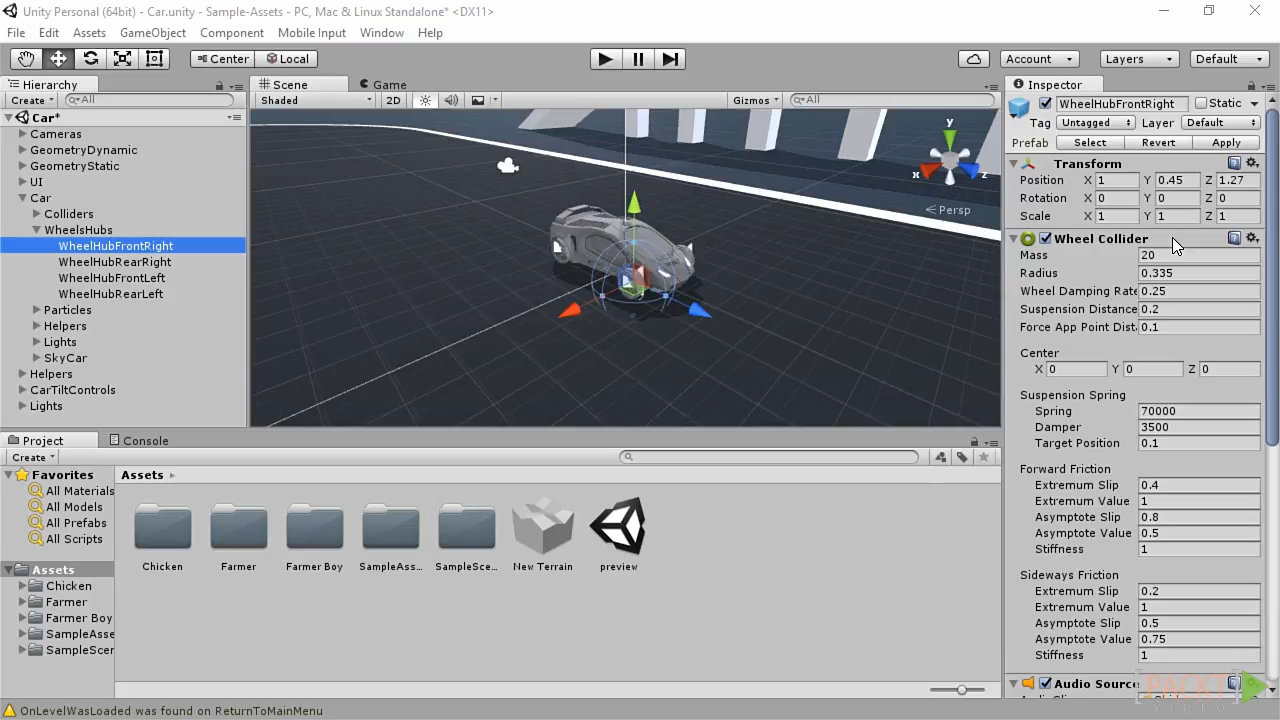 Unity Personal (64bit) - Car.unity - Sample-Assets - PC, Mac & Linux Standalone* <DX11>
File Edit Assets GameObject Component Mobile Input Window Help
Center Local Account Layers Default
Hierarchy
Create All
Car*
Cameras
GeometryDynamic
GeometryStatic
UI
Car
Colliders
WheelsHubs
WheelHubFrontRight
WheelHubRearRight
WheelHubFrontLeft
WheelHubRearLeft
Particles
Helpers
Lights
SkyCar
Helpers
CarTiltControls
Lights
Scene Game
Shaded 2D Gizmos All
y
x z
Persp
Inspector
WheelHubFrontRight Static
Tag Untagged Layer Default
Prefab Select Revert Apply
Transform
Position X 1 Y 0.45 Z 1.27
Rotation X 0 Y 0 Z 0
Scale X 1 Y 1 Z 1
Wheel Collider
Mass 20
Radius 0.335
Wheel Damping Rate 0.25
Suspension Distance 0.2
Force App Point Dist 0.1
Center
X 0 Y 0 Z 0
Suspension Spring
Spring 70000
Damper 3500
Target Position 0.1
Forward Friction
Extremum Slip 0.4
Extremum Value 1
Asymptote Slip 0.8
Asymptote Value 0.5
Stiffness 1
Sideways Friction
Extremum Slip 0.2
Extremum Value 1
Asymptote Slip 0.5
Asymptote Value 0.75
Stiffness 1
Audio Source
Project Console
Create
Favorites
All Materials
All Models
All Prefabs
All Scripts
Assets
Chicken
Farmer
Farmer Boy
SampleAsse
SampleScen
Assets
Chicken Farmer Farmer Boy SampleAss... SampleSce... New Terrain preview
OnLevelWasLoaded was found on ReturnToMainMenu
PACKT
VIDEO